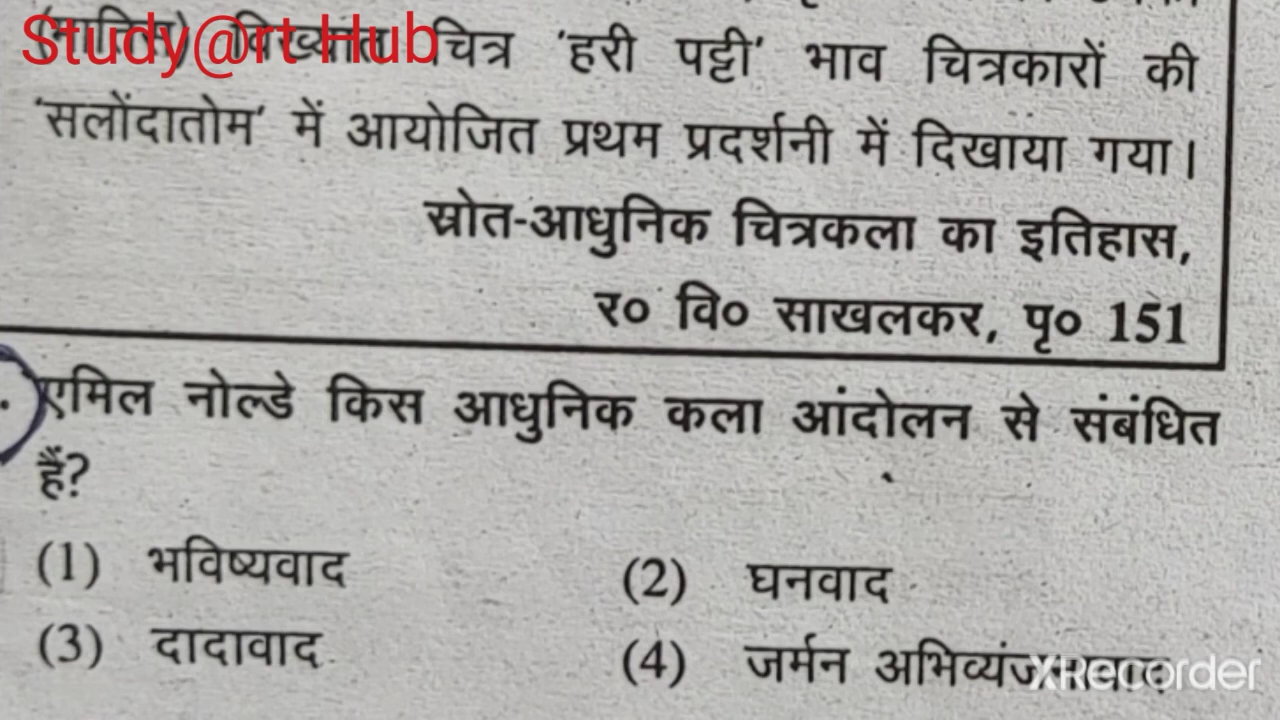 Study@rt Hub चित्र 'हरी पट्टी' भाव चित्रकारों की
'सलोंदातोम' में आयोजित प्रथम प्रदर्शनी में दिखाया गया।
स्रोत-आधुनिक चित्रकला का इतिहास,
र० वि० साखलकर, पृ० 151
एमिल नोल्डे किस आधुनिक कला आंदोलन से संबंधित
हैं?
(1) भविष्यवाद (2) घनवाद
(3) दादावाद (4) जर्मन
XRecorder